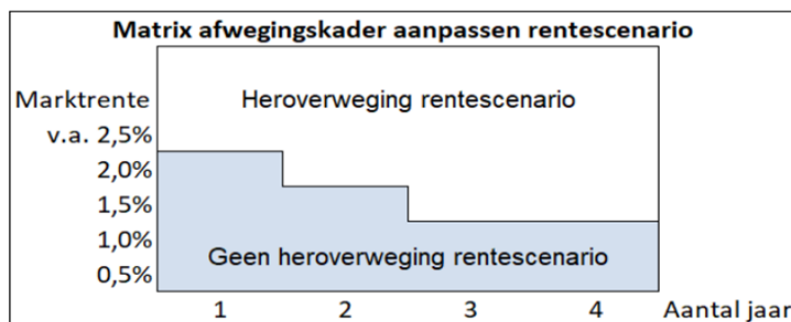 Matrix afwegingskader aanpassen rentescenario
Marktrente
Heroverweging rentescenario
v.a. 2,5%
2,0%
1,5%
1,0%
Geen heroverweging rentescenario
0,5%
1 2 3 4 Aantal jaar